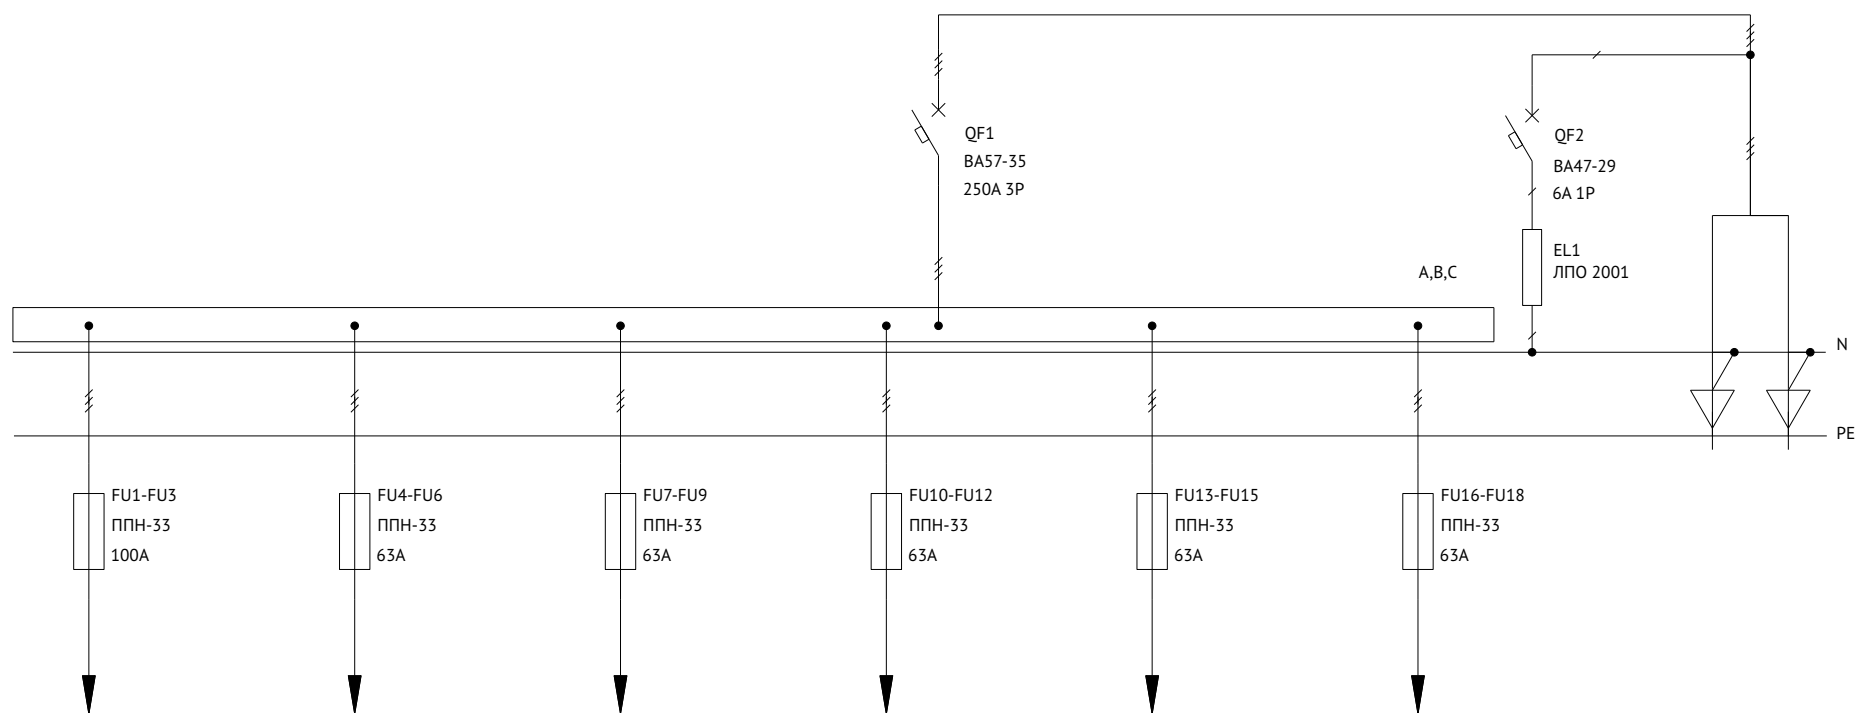 QF1
ВА57-35
250А 3Р
QF2
ВА47-29
6А 1Р
EL1
ЛПО 2001
A,B,C
N
PE
FU1-FU3
ППН-33
100А
FU4-FU6
ППН-33
63А
FU7-FU9
ППН-33
63А
FU10-FU12
ППН-33
63А
FU13-FU15
ППН-33
63А
FU16-FU18
ППН-33
63А